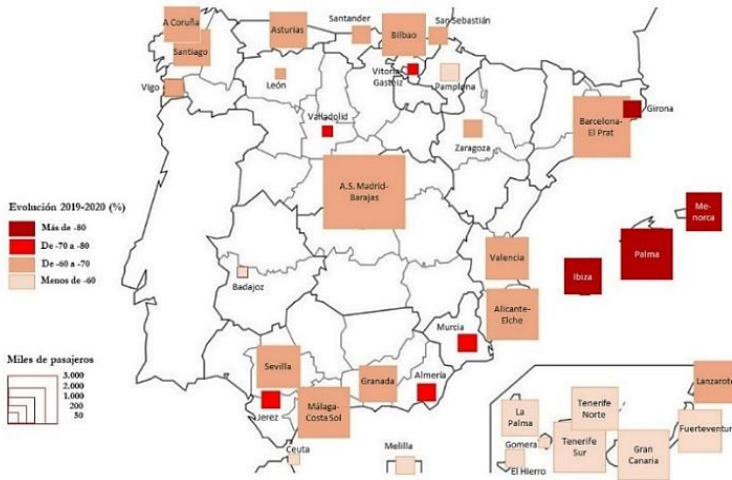 A Coruña
Santiago
Asturias
Santander
Bilbao
San Sebastián
Vigo
León
Vitoria
Gasteiz
Pamplona
Valladolid
Zaragoza
Barcelona-
El Prat
Girona
A.S. Madrid-
Barajas
Evolución 2019-2020 (%)
Más de -80
De -70 a -80
De -60 a -70
Menos de -60
Badajoz
Valencia
Me-
norca
Palma
Ibiza
Alicante-
Elche
Murcia
Miles de pasajeros
3.000
2.000
1.000
200
50
Sevilla
Jerez
Málaga-
Costa Sol
Granada
Almería
Ceuta
Melilla
La
Palma
Gomera
El Hierro
Tenerife
Norte
Tenerife
Sur
Gran
Canaria
Lanzarote
Fuerteventur